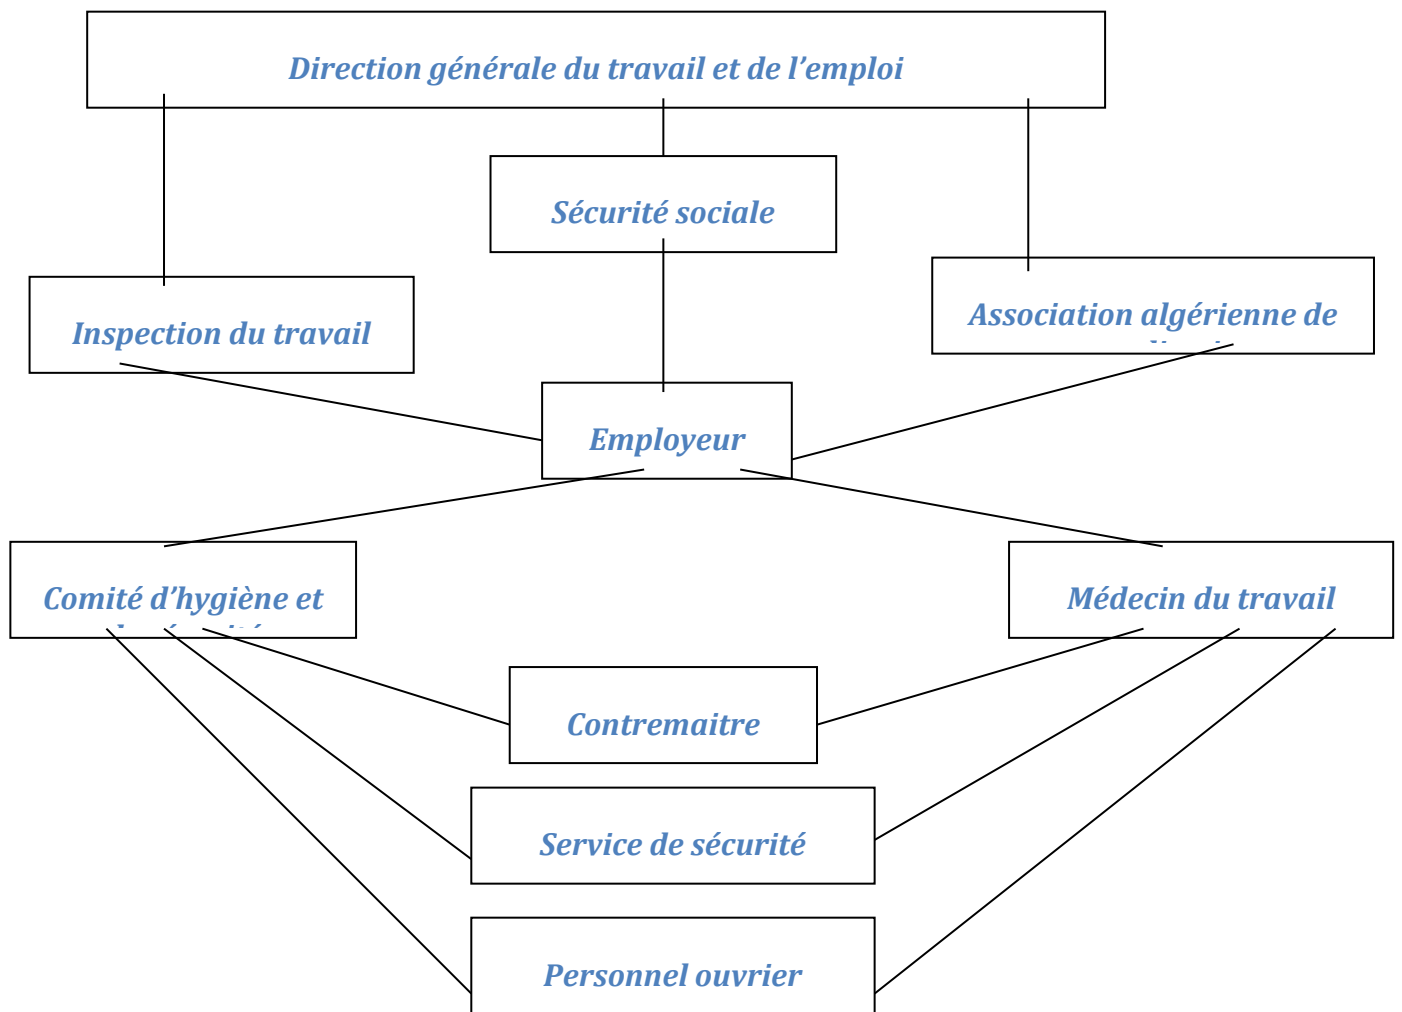 Direction générale du travail et de l’emploi
Sécurité sociale
Inspection du travail
Association algérienne de
Employeur
Comité d’hygiène et
Médecin du travail
Contremaitre
Service de sécurité
Personnel ouvrier